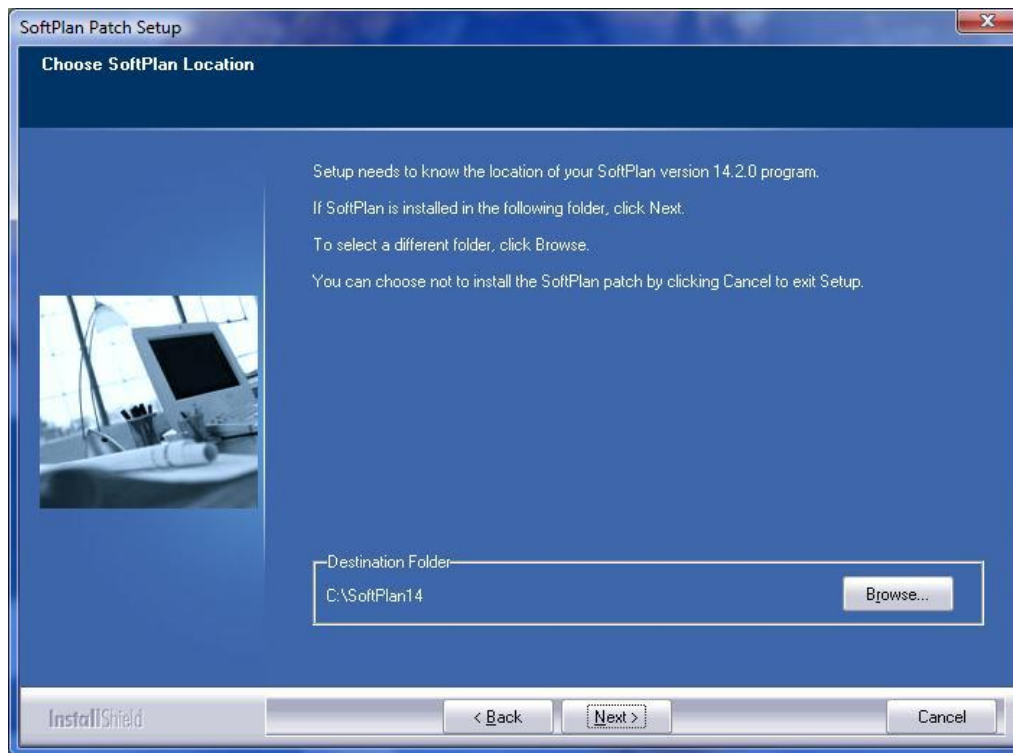 SoftPlan Patch Setup
Choose SoftPlan Location
Setup needs to know the location of your SoftPlan version 14.2.0 program.
If SoftPlan is installed in the following folder, click Next.
To select a different folder, click Browse.
You can choose not to install the SoftPlan patch by clicking Cancel to exit Setup.
Destination Folder
C:\SoftPlan14
Browse...
InstallShield
< Back
Next >
Cancel